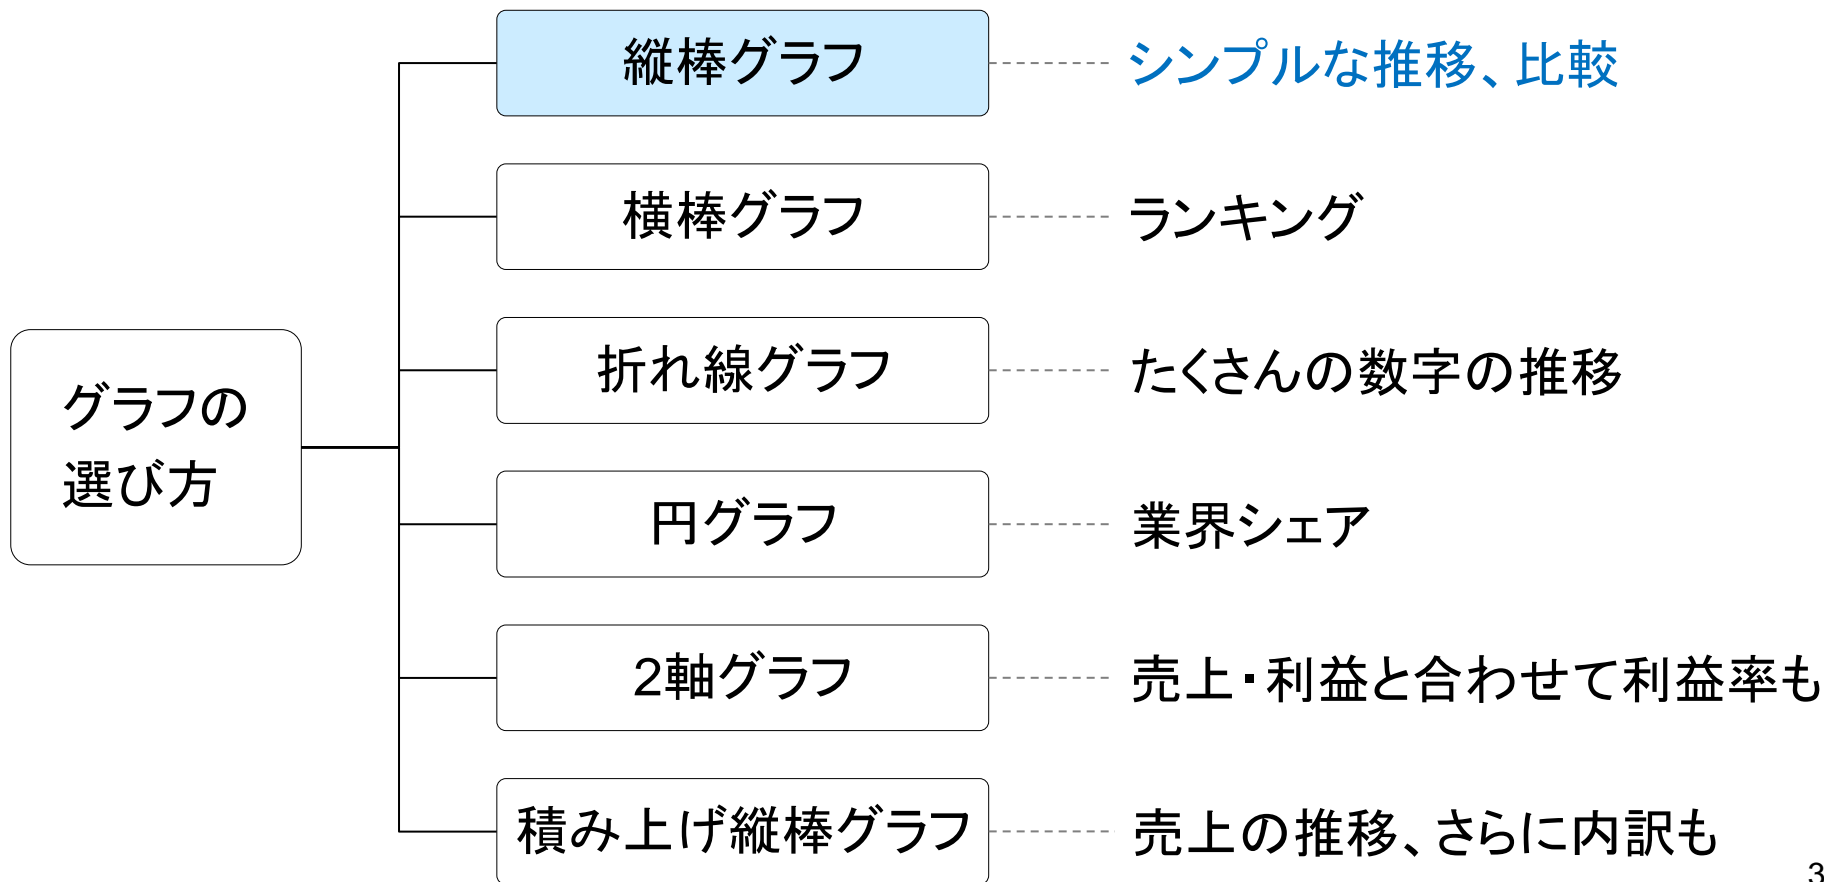 縦棒グラフ
シンプルな推移、比較
横棒グラフ
ランキング
折れ線グラフ
たくさんの数字の推移
グラフの
選び方
円グラフ
業界シェア
2軸グラフ
売上・利益と合わせて利益率も
積み上げ縦棒グラフ
売上の推移、さらに内訳も
3